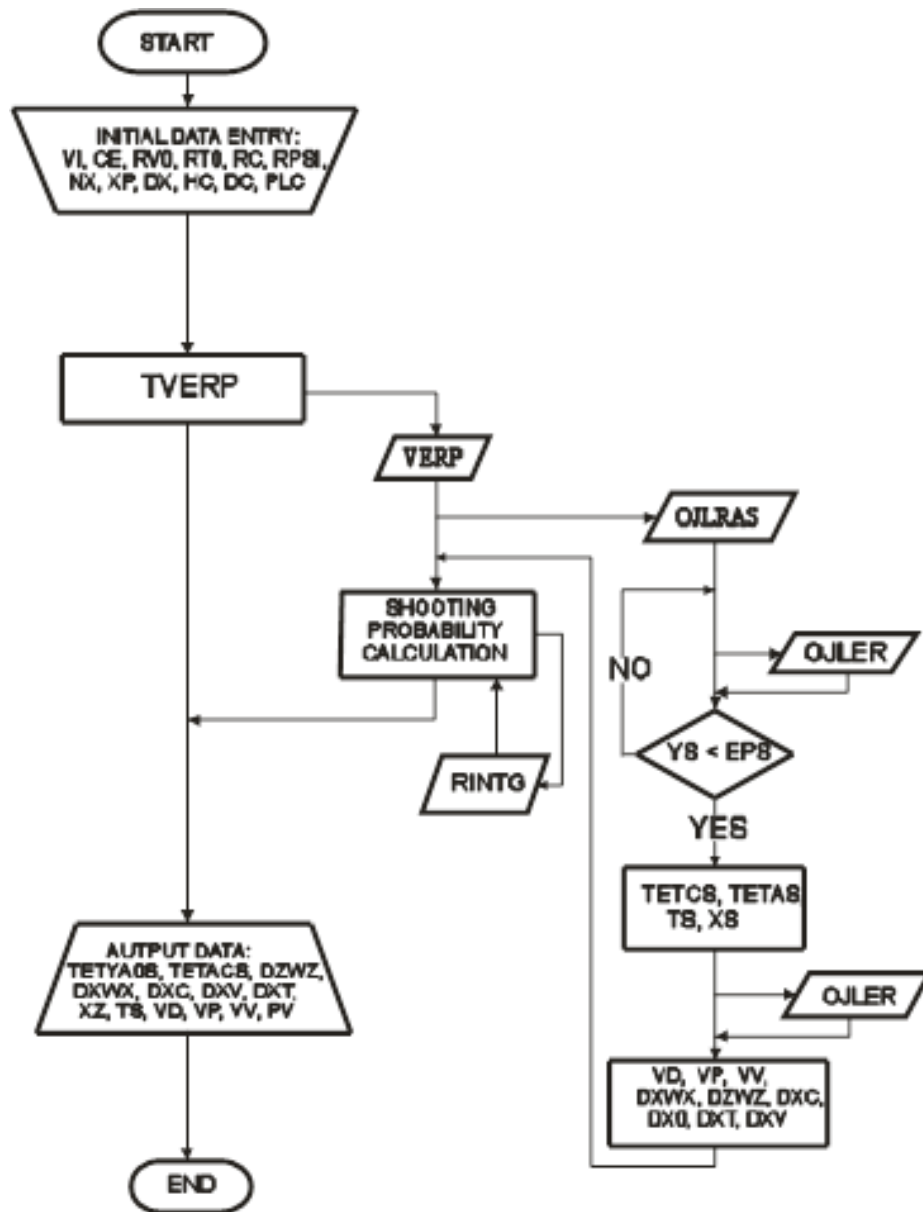 START
INITIAL DATA ENTRY:
VI, CE, RV0, RT0, RC, RPSI,
NX, XP, DX, HC, DC, PLC
TVERP
VERP
OJLRAS
SHOOTING
PROBABILITY
CALCULATION
OJLER
NO
YS < EPS
RINTG
YES
TETCS, TETAS
TS, XS
AUTPUT DATA:
TETYA0S, TETACS, DZWZ,
DXWX, DXC, DXV, DXT,
XZ, TS, VD, VP, VV, PV
OJLER
VD, VP, VV,
DXWX, DZWZ, DXC,
DX0, DXT, DXV
END